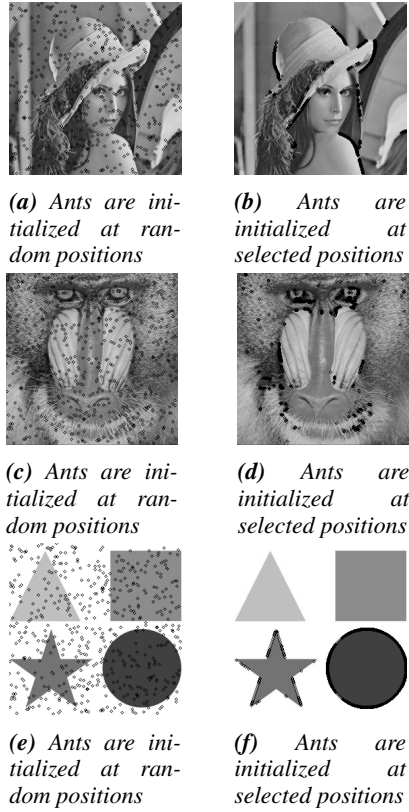 (a) Ants are ini-
tialized at ran-
dom positions
(b) Ants are
initialized at
selected positions
(c) Ants are ini-
tialized at ran-
dom positions
(d) Ants are
initialized at
selected positions
(e) Ants are ini-
tialized at ran-
dom positions
(f) Ants are
initialized at
selected positions